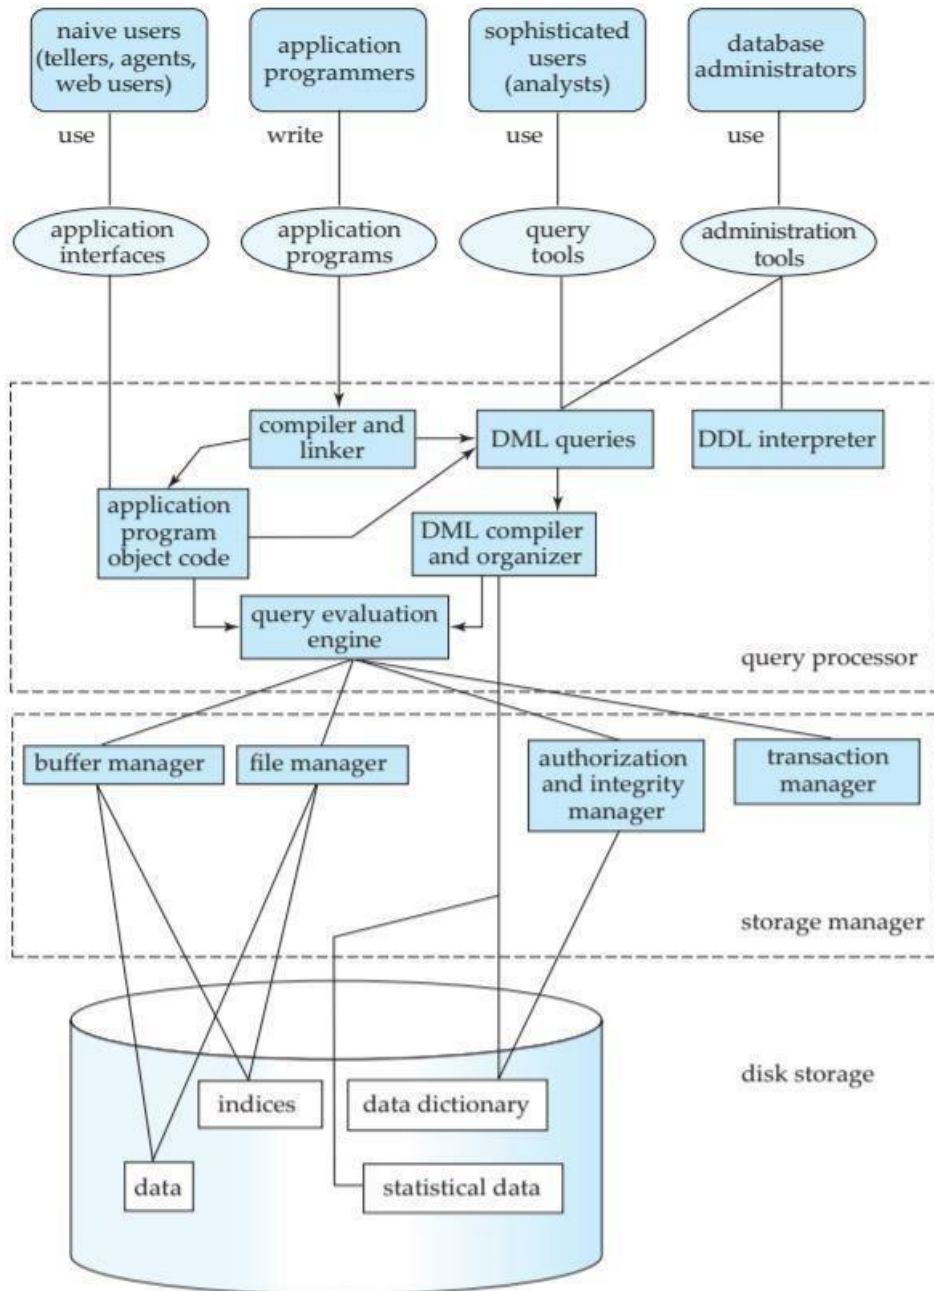 naive users
(tellers, agents,
web users)
application
programmers
sophisticated
users
(analysts)
database
administrators
use
write
use
use
application
interfaces
application
programs
query
tools
administration
tools
compiler and
linker
DML queries
DDL interpreter
application
program
object code
DML compiler
and organizer
query evaluation
engine
query processor
buffer manager
file manager
authorization
and integrity
manager
transaction
manager
storage manager
disk storage
indices
data dictionary
data
statistical data